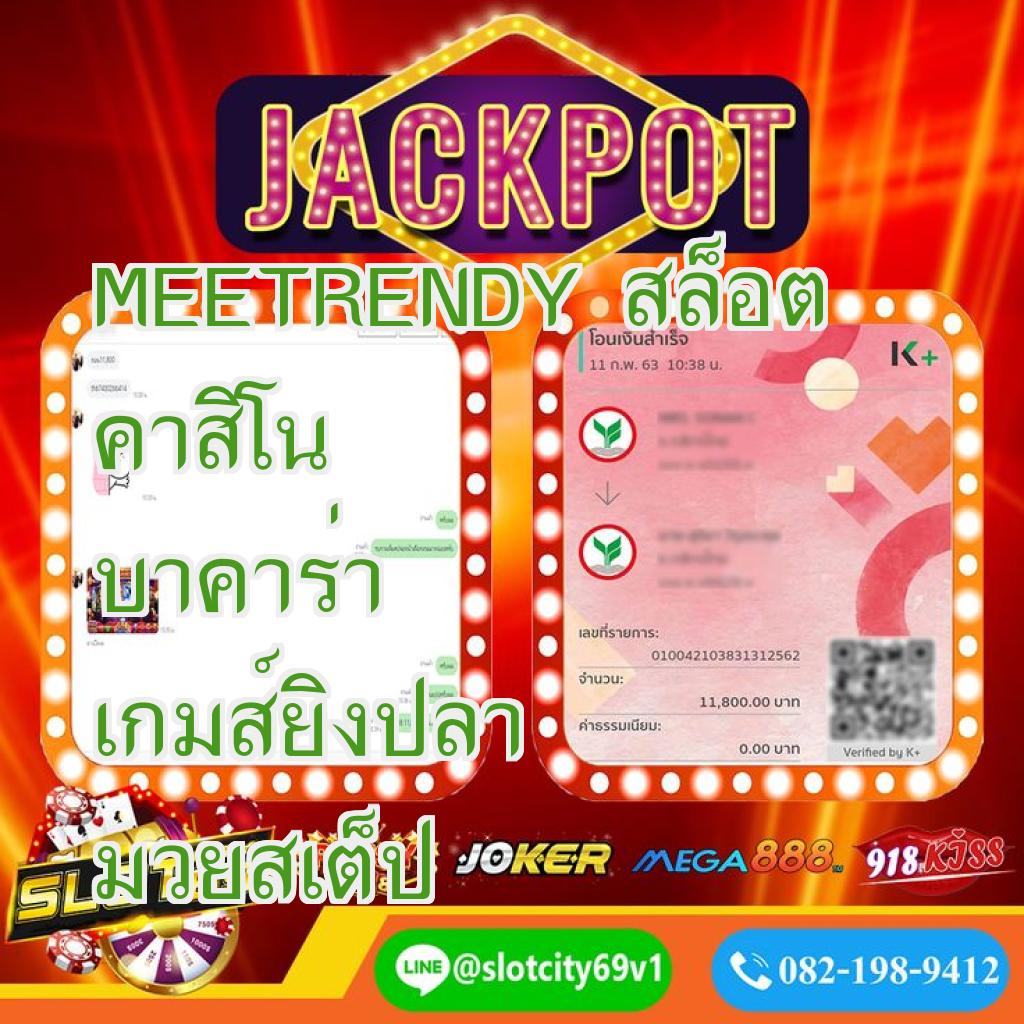 JACKPOT
MEETRENDY สล็อต
คาสิโน
บาคาร่า
เกมส์ยิงปลา
มวยสเต็ป
โอนเงินสำเร็จ
11 ก.พ. 63 10:38 น.
K+
เลขที่รายการ:
010042103831312562
จำนวน:
11,800.00 บาท
ค่าธรรมเนียม:
0.00 บาท
Verified by K+
JOKER
MEGA888
918KISS
LINE @slotcity69v1
082-198-9412